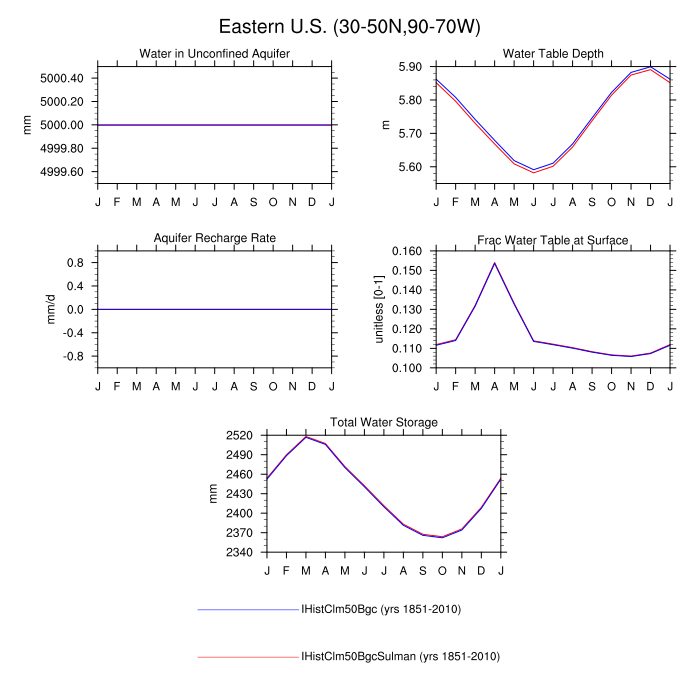 Eastern U.S. (30-50N,90-70W)
Water in Unconfined Aquifer
mm
5000.40
5000.20
5000.00
4999.80
4999.60
J F M A M J J A S O N D J
Water Table Depth
m
5.90
5.80
5.70
5.60
J F M A M J J A S O N D J
Aquifer Recharge Rate
mm/d
0.8
0.4
0.0
-0.4
-0.8
J F M A M J J A S O N D J
Frac Water Table at Surface
unitless [0-1]
0.160
0.150
0.140
0.130
0.120
0.110
0.100
J F M A M J J A S O N D J
Total Water Storage
mm
2520
2490
2460
2430
2400
2370
2340
J F M A M J J A S O N D J
IHistClm50Bgc (yrs 1851-2010)
IHistClm50BgcSulman (yrs 1851-2010)